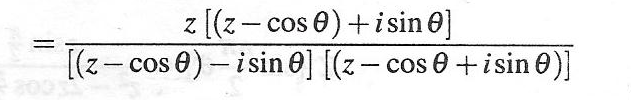 = z [(z − cos θ) + i sin θ] / [(z − cos θ) − i sin θ] [(z − cos θ + i sin θ)]